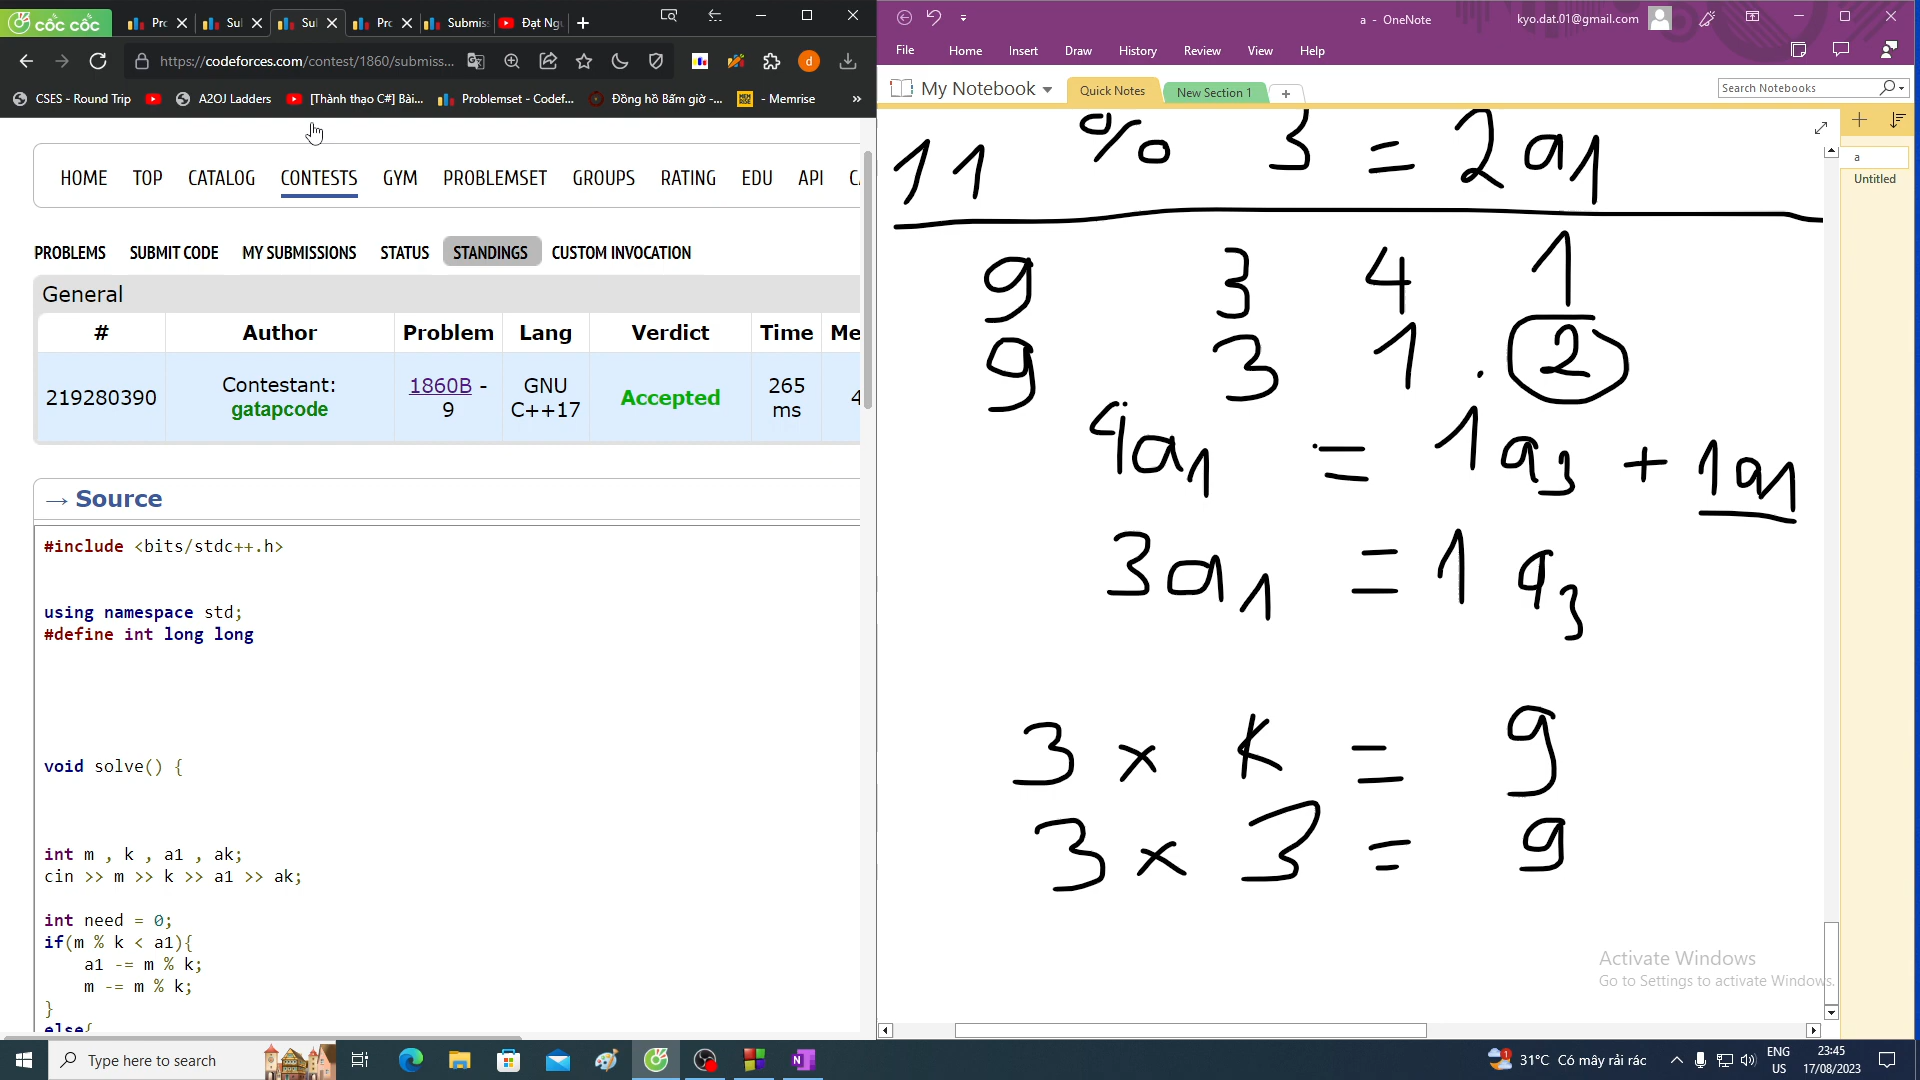 cốc cốc Pro Sul Sul Pro Submiss Đạt Ngu
https://codeforces.com/contest/1860/submiss...
CSES - Round Trip A2OJ Ladders [Thành thạo C#] Bài... Problemset - Codef... Đồng hồ Bấm giờ -... - Memrise »
HOME TOP CATALOG CONTESTS GYM PROBLEMSET GROUPS RATING EDU API
PROBLEMS SUBMIT CODE MY SUBMISSIONS STATUS STANDINGS CUSTOM INVOCATION
General
# Author Problem Lang Verdict Time Me
219280390 Contestant: gatapcode 1860B - 9 GNU C++17 Accepted 265 ms 4
→ Source
#include <bits/stdc++.h>
using namespace std;
#define int long long
void solve() {
int m , k , a1 , ak;
cin >> m >> k >> a1 >> ak;
int need = 0;
if(m % k < a1){
a1 -= m % k;
m -= m % k;
}
else{
a - OneNote kyo.dat.01@gmail.com
File Home Insert Draw History Review View Help
My Notebook Quick Notes New Section 1 + Search Notebooks
a
Untitled
11 % 3 = 2a1
9 3 4 1
9 3 1 . 2
4a1 = 1a3 + 1a1
3a1 = 1 a3
3 x k = 9
3 x 3 = 9
Activate Windows
Go to Settings to activate Windows.
Type here to search
31°C Có mây rải rác ENG US 23:45 17/08/2023